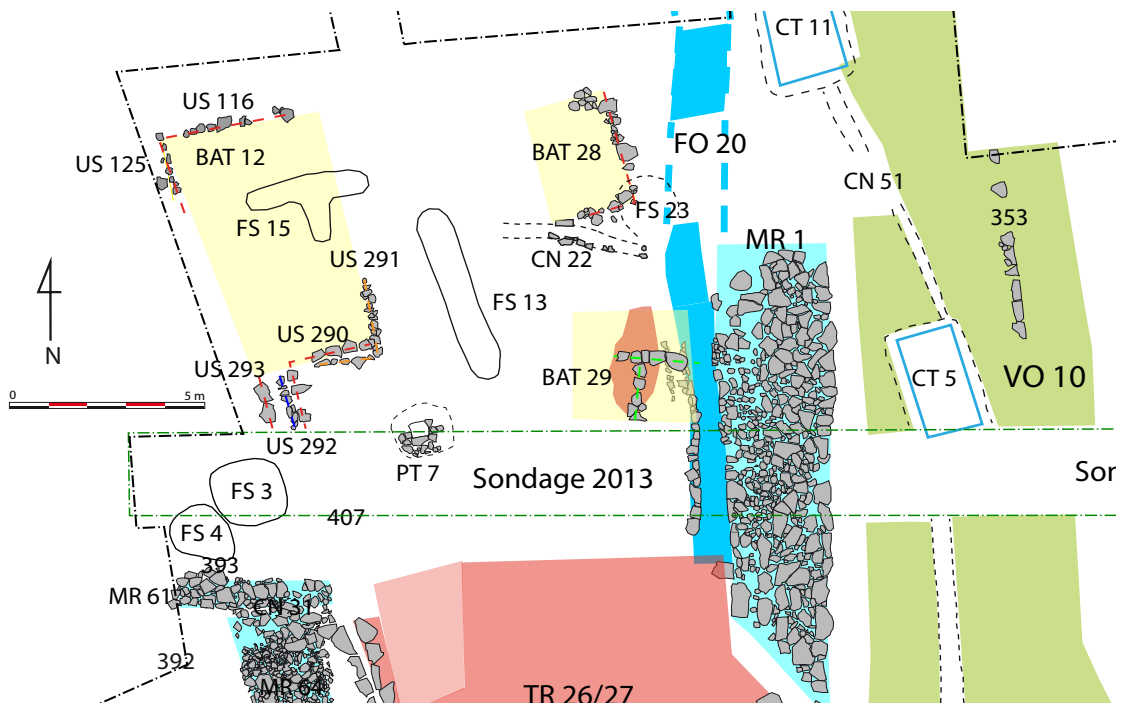 CT 11
US 116
FO 20
US 125
BAT 12
BAT 28
CN 51
FS 15
FS 23
353
MR 1
US 291
CN 22
FS 13
N
US 290
US 293
BAT 29
CT 5
VO 10
0
5 m
US 292
PT 7
Sondage 2013
Son
FS 3
407
FS 4
393
MR 61
CN 31
392
MR 64
TR 26/27